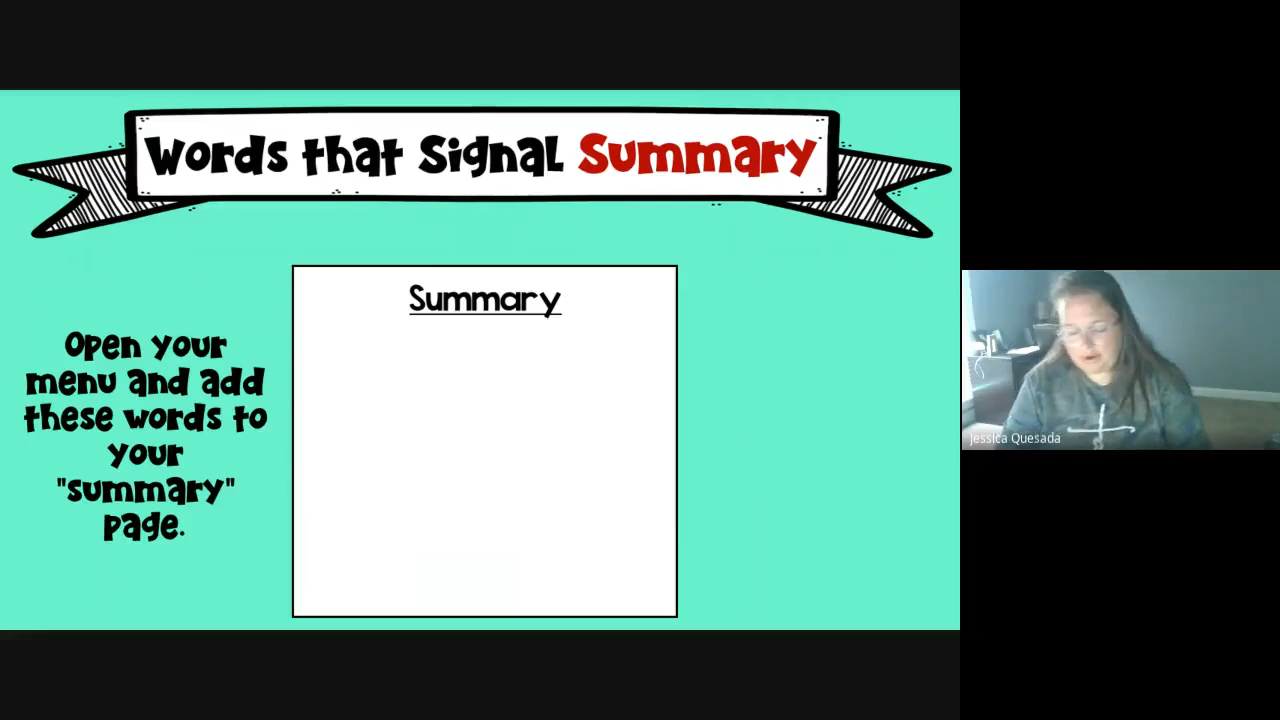 Words that Signal Summary
Summary
Open your
menu and add
these words to
your
"summary"
page.
Jessica Quesada